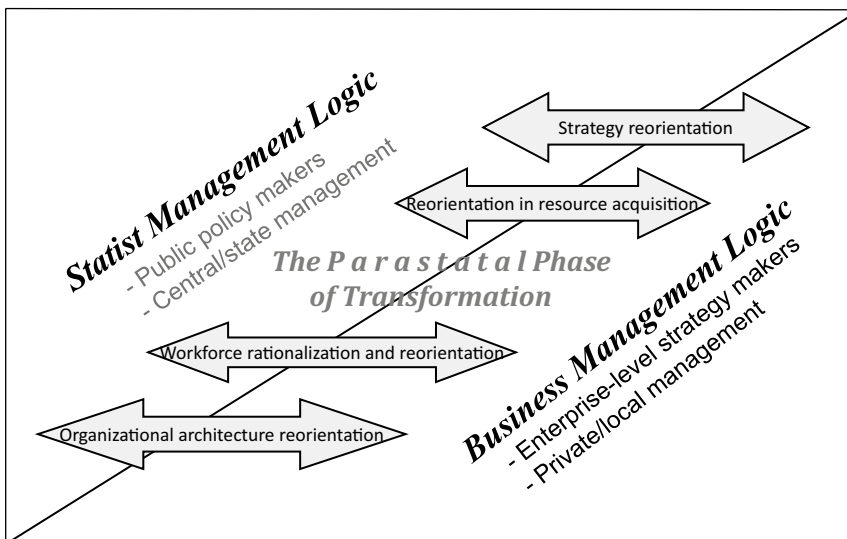 Statist Management Logic
- Public policy makers
- Central/state management
Strategy reorientation
Reorientation in resource acquisition
The P a r a s t a t a l Phase
of Transformation
Workforce rationalization and reorientation
Organizational architecture reorientation
Business Management Logic
- Enterprise-level strategy makers
- Private/local management